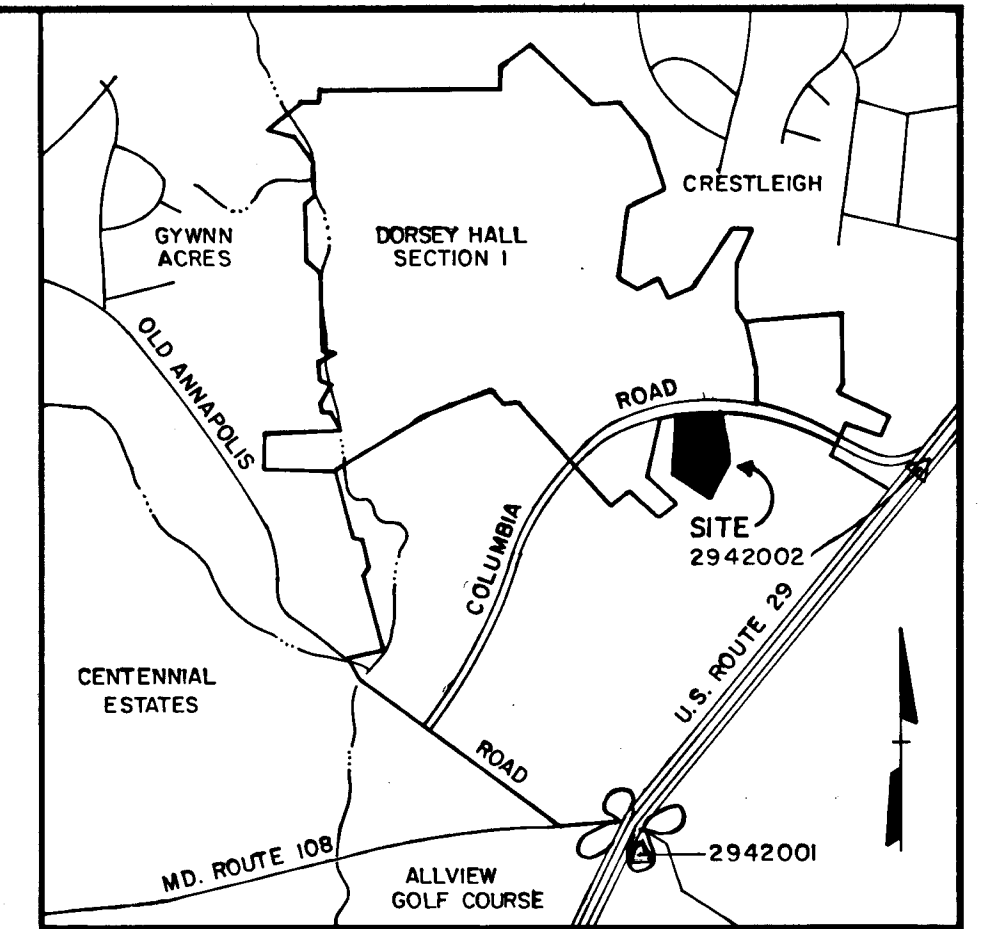 CRESTLEIGH
GYWNN
ACRES
DORSEY HALL
SECTION 1
OLD ANNAPOLIS
ROAD
COLUMBIA
SITE
2942002
U.S. ROUTE 29
CENTENNIAL
ESTATES
ROAD
MD. ROUTE 108
2942001
ALLVIEW
GOLF COURSE